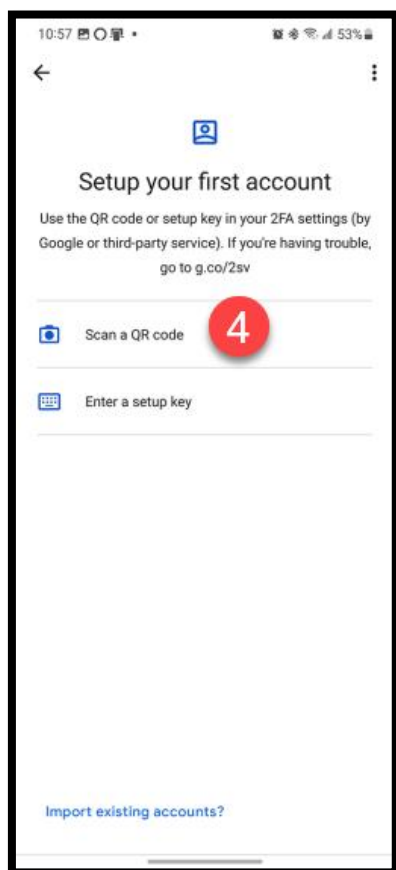 10:57 53%
Setup your first account
Use the QR code or setup key in your 2FA settings (by
Google or third-party service). If you're having trouble,
go to g.co/2sv
Scan a QR code 4
Enter a setup key
Import existing accounts?